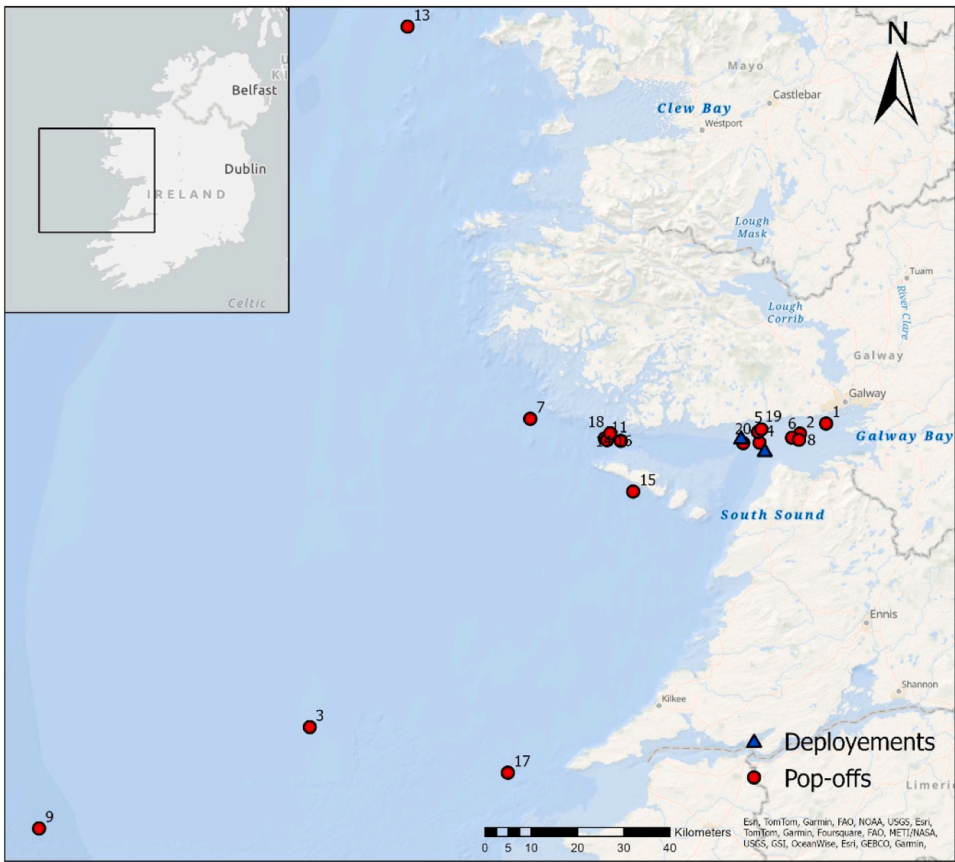 13
N
U
K I
Belfast
Dublin
IRELAND
Celtic
Mayo
Castlebar
Clew Bay
Westport
Lough
Mask
Tuam
River Clare
Lough
Corrib
Galway
Galway
7
18
11
6
5
19
20
4
6
2
8
1
Galway Bay
15
South Sound
Ennis
Shannon
Kilkee
3
17
9
Deployements
Pop-offs
Limeric
Esri, TomTom, Garmin, FAO, NOAA, USGS, Esri,
TomTom, Garmin, Foursquare, FAO, METI/NASA,
USGS, GSI, OceanWise, Esri, GEBCO, Garmin,
Kilometers
0 5 10 20 30 40